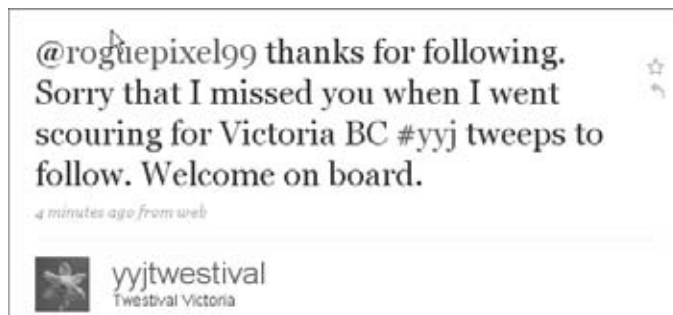 @roguepixel99 thanks for following.
Sorry that I missed you when I went
scouring for Victoria BC #yyj tweeps to
follow. Welcome on board.
4 minutes ago from web
yyjtwestival
Twestival Victoria